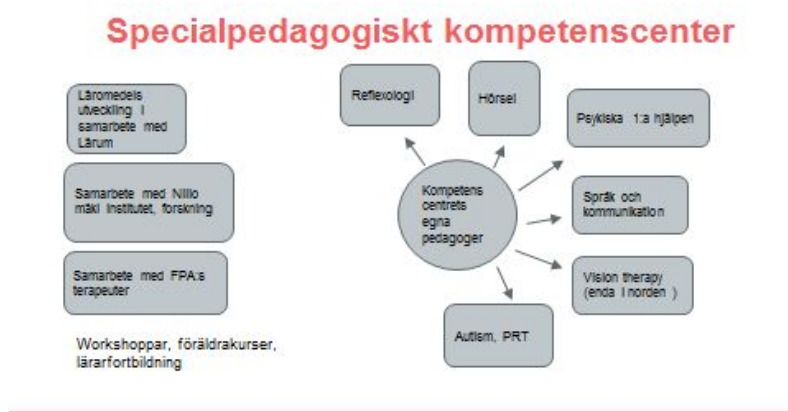 Specialpedagogiskt kompetenscenter
Läromedels
utveckling i
samarbete med
Lärum
Samarbete med Niilo
mäki institutet, forskning
Samarbete med FPA:s
terapeuter
Workshoppar, föräldrakurser,
lärarfortbildning
Reflexologi
Hörsel
Psykiska 1:a hjälpen
Kompetens
centrets
egna
pedagoger
Språk och
kommunikation
Vision therapy
(enda i norden )
Autism, PRT